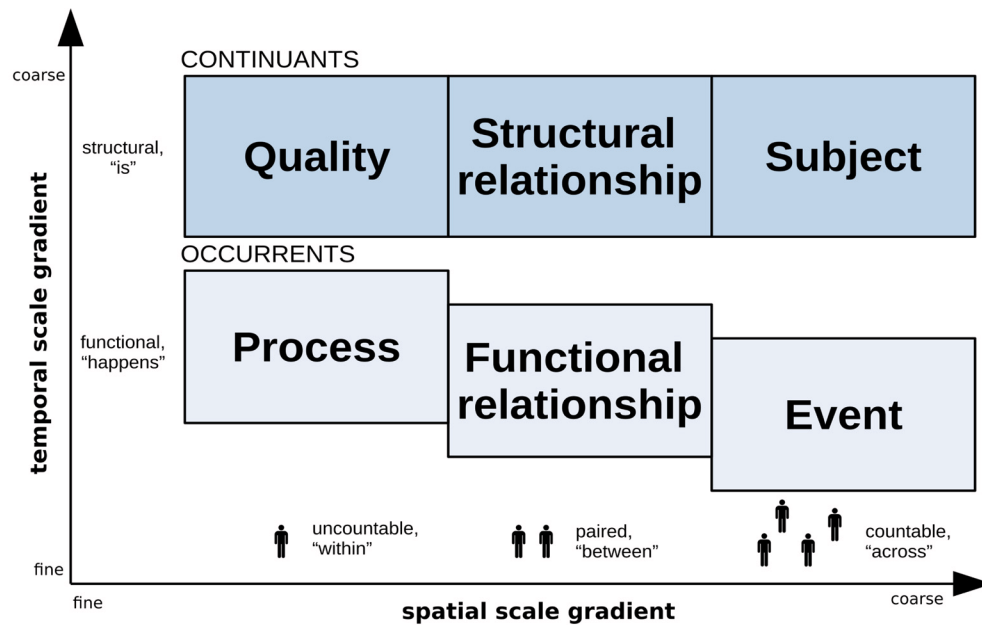 CONTINUANTS
coarse
structural,
“is”
Quality
Structural
relationship
Subject
OCCURRENTS
functional,
“happens”
Process
Functional
relationship
Event
temporal scale gradient
uncountable,
“within”
paired,
“between”
countable,
“across”
fine
fine
coarse
spatial scale gradient